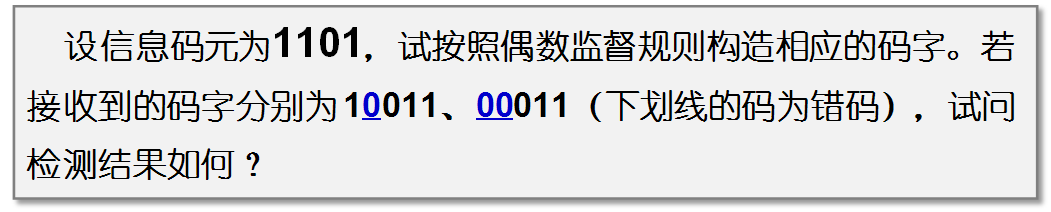 设信息码元为1101，试按照偶数监督规则构造相应的码字。若
接收到的码字分别为10011、00011（下划线的码为错码），试问
检测结果如何？